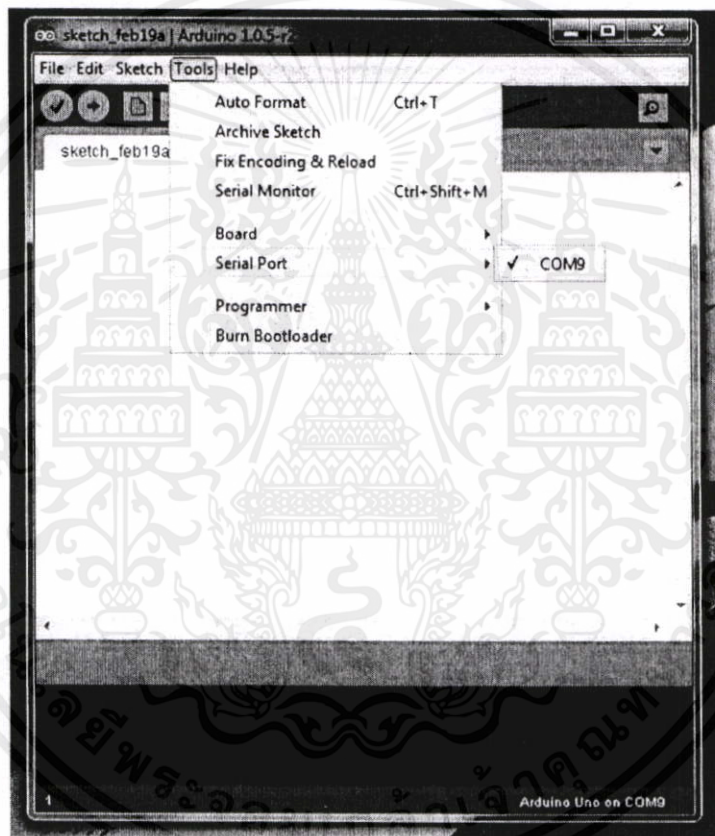 sketch_feb19a | Arduino 1.0.5-r2
File Edit Sketch Tools Help
sketch_feb19a
Auto Format Ctrl+T
Archive Sketch
Fix Encoding & Reload
Serial Monitor Ctrl+Shift+M
Board
Serial Port ✓ COM9
Programmer
Burn Bootloader
1 Arduino Uno on COM9